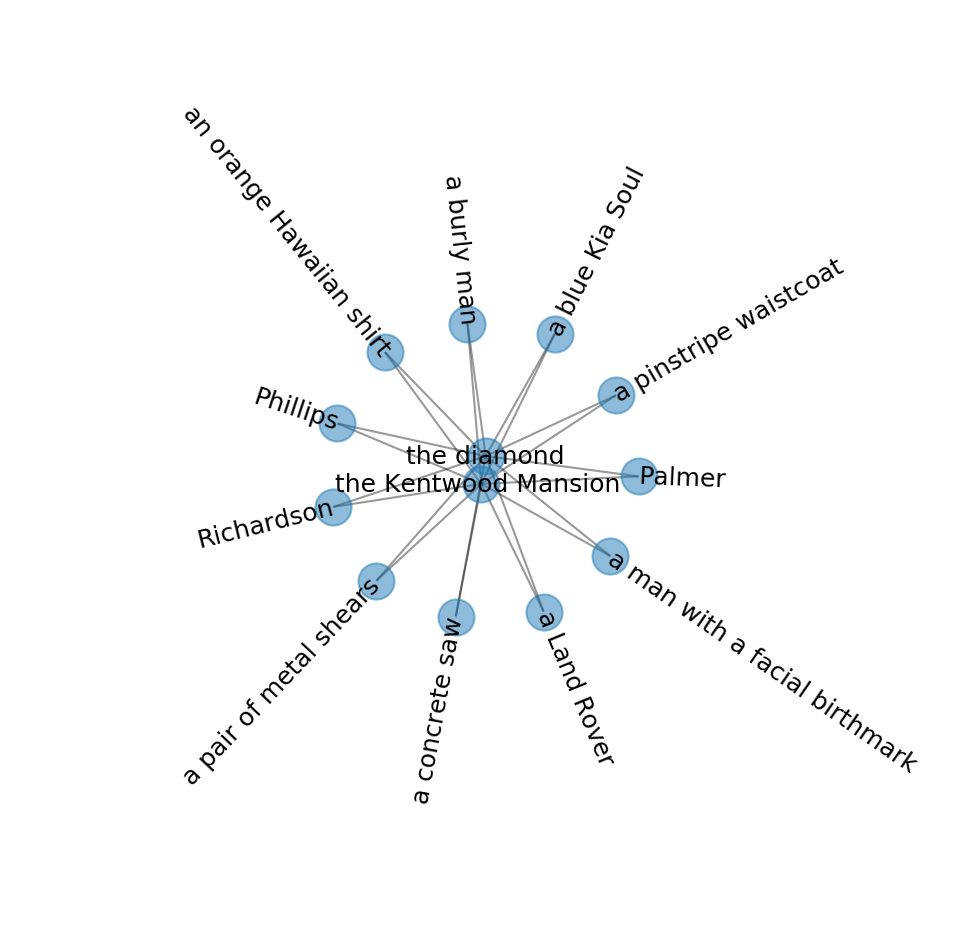 an orange Hawaiian shirt
a burly man
a blue Kia Soul
a pinstripe waistcoat
Phillips
the diamond
the Kentwood Mansion
Palmer
Richardson
a man with a facial birthmark
a pair of metal shears
a concrete saw
a Land Rover